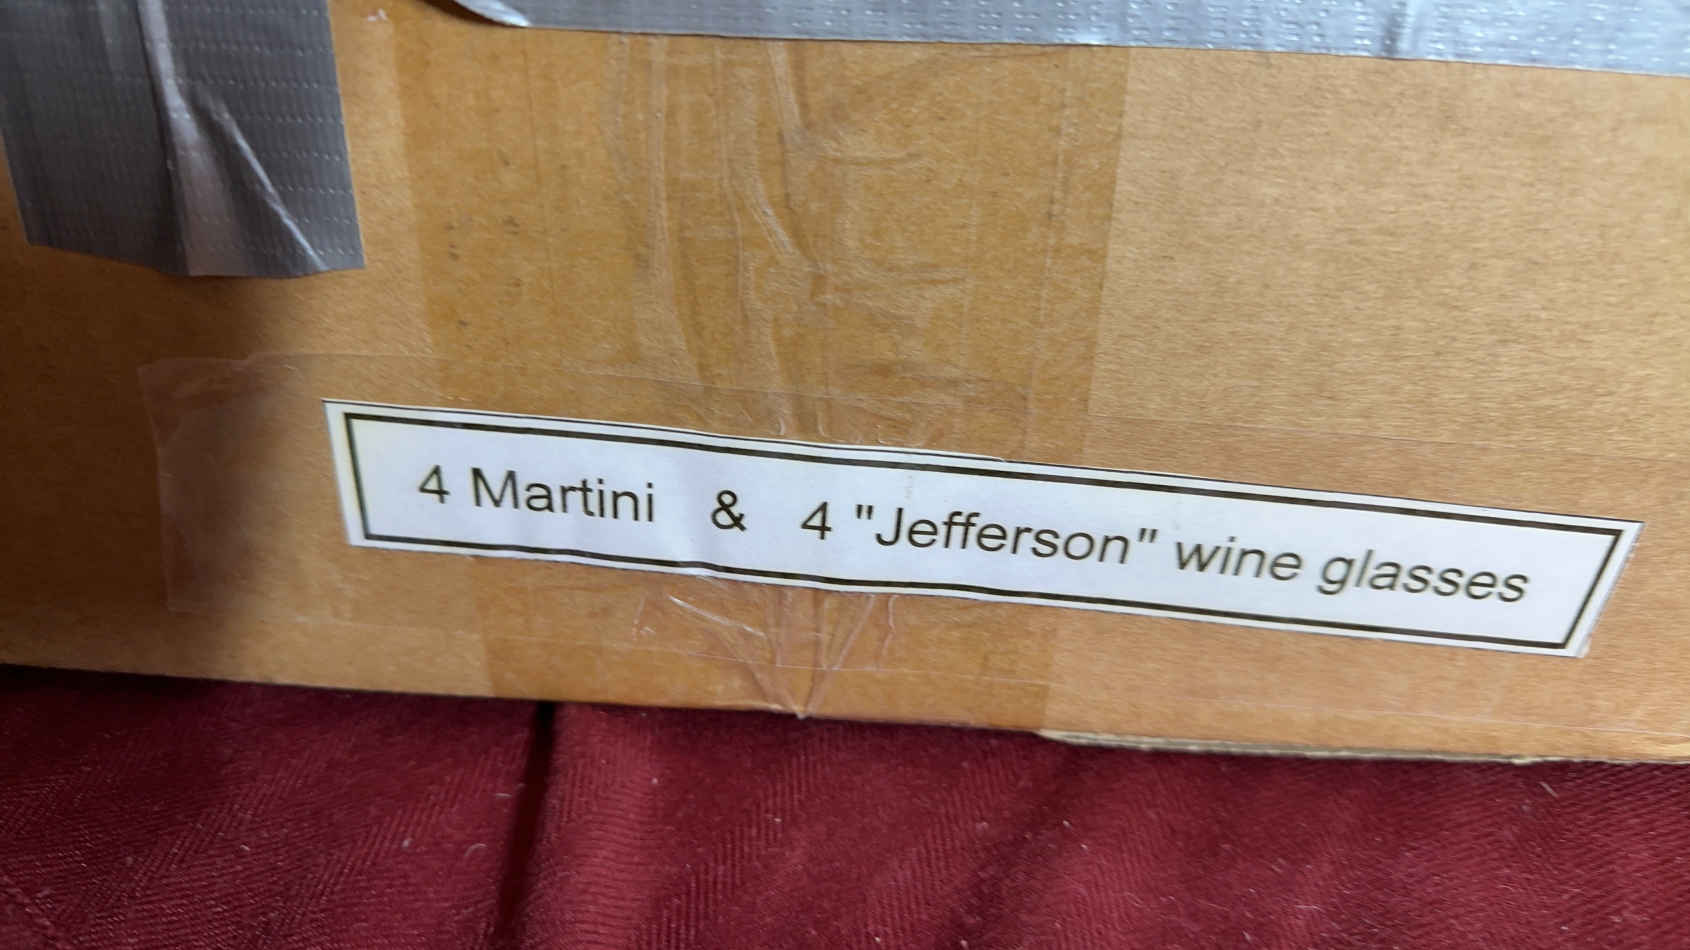 4 Martini & 4 "Jefferson" wine glasses